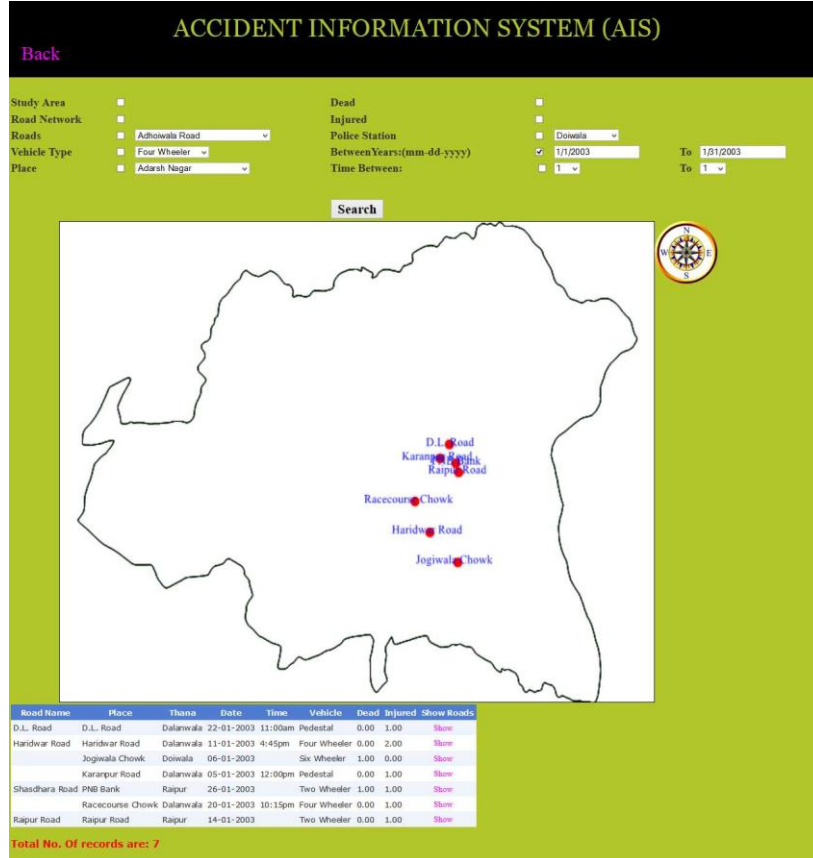 ACCIDENT INFORMATION SYSTEM (AIS)
Back
Study Area Dead
Road Network Injured
Roads Adhoiwala Road Police Station Doiwala
Vehicle Type Four Wheeler BetweenYears:(mm-dd-yyyy) 1/1/2003 To 1/31/2003
Place Adarsh Nagar Time Between: 1 To 1
Search
N
W E
S
D.L. Road
Karanpur Road
PNB Bank
Raipur Road
Racecourse Chowk
Haridwar Road
Jogiwala Chowk
Road Name Place Thana Date Time Vehicle Dead Injured Show Roads
D.L. Road D.L. Road Dalanwala 22-01-2003 11:00am Pedestal 0.00 1.00 Show
Haridwar Road Haridwar Road Dalanwala 11-01-2003 4:45pm Four Wheeler 0.00 2.00 Show
Jogiwala Chowk Doiwala 06-01-2003 Six Wheeler 1.00 0.00 Show
Karanpur Road Dalanwala 05-01-2003 12:00pm Pedestal 0.00 1.00 Show
Shasdhara Road PNB Bank Raipur 26-01-2003 Two Wheeler 1.00 1.00 Show
Racecourse Chowk Dalanwala 20-01-2003 10:15pm Four Wheeler 0.00 1.00 Show
Raipur Road Raipur Road Raipur 14-01-2003 Two Wheeler 0.00 1.00 Show
Total No. Of records are: 7